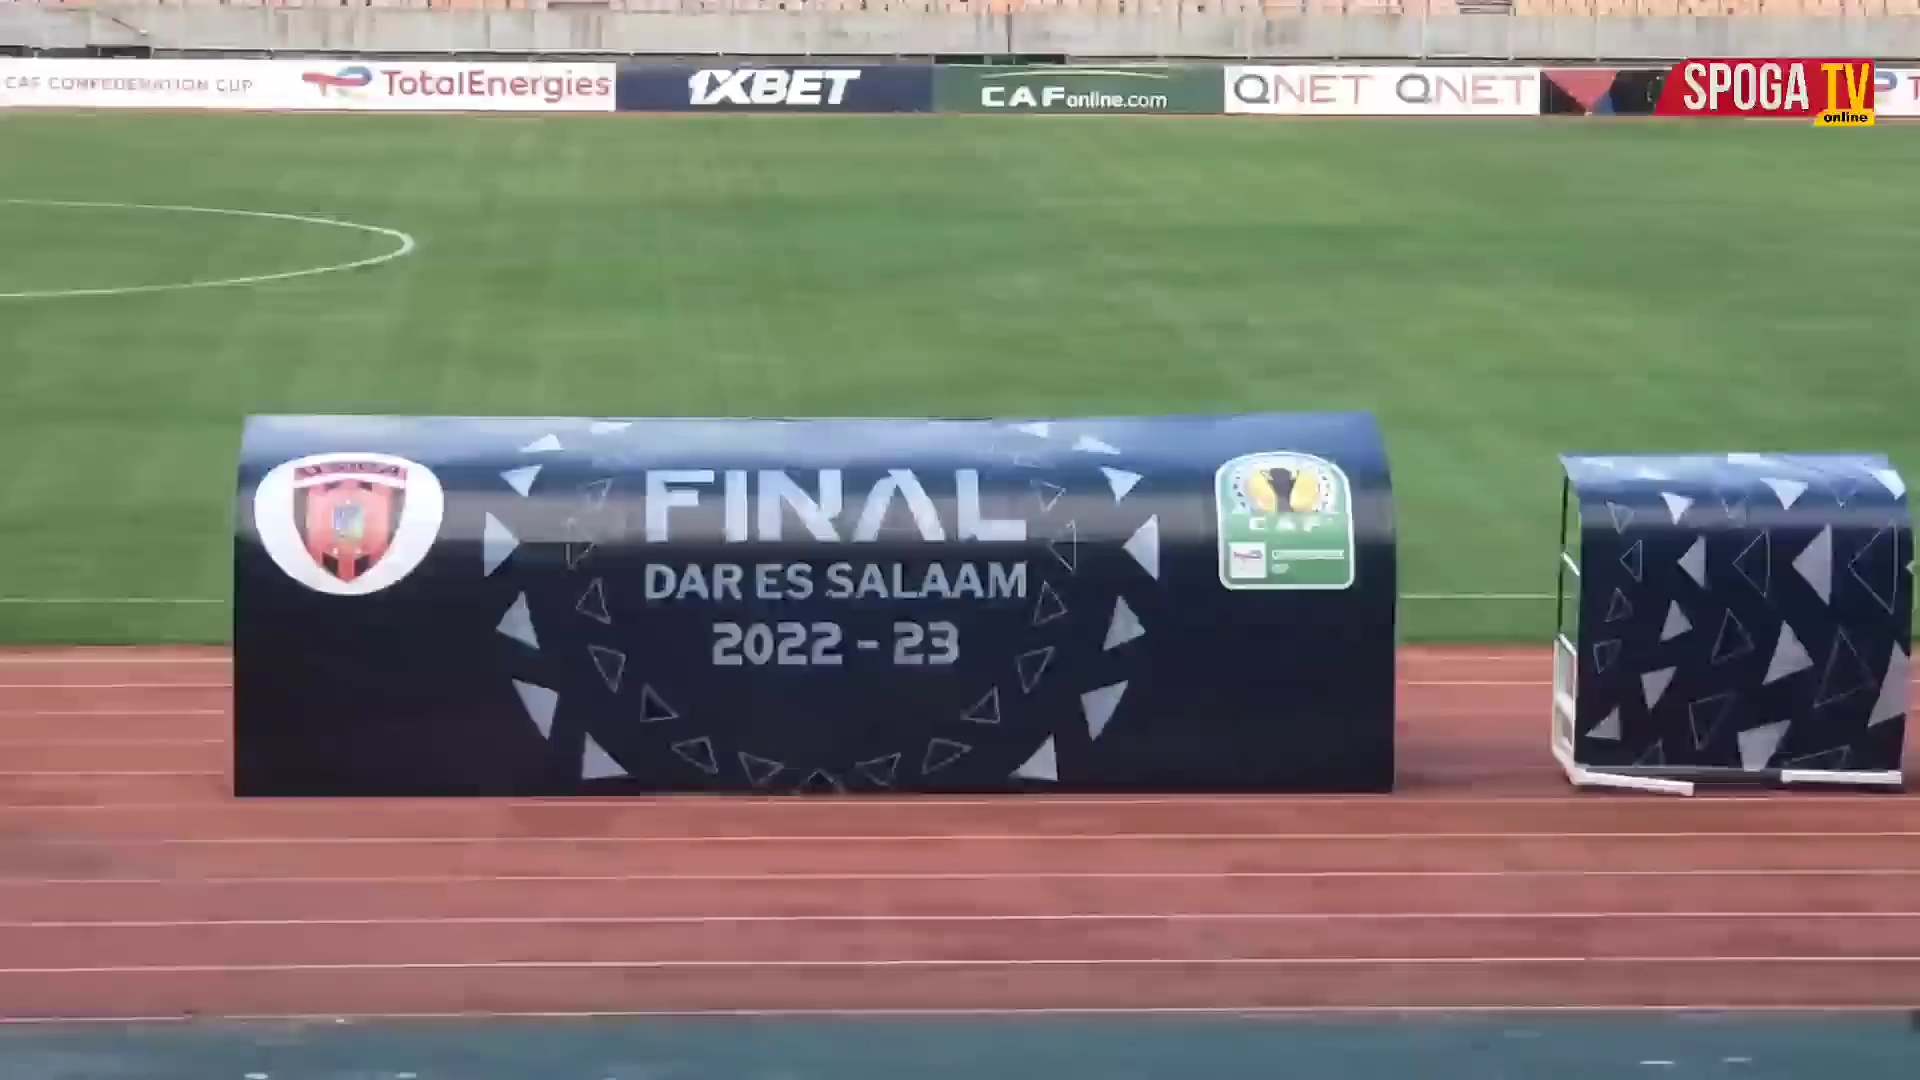 CAF CONFEDERATION CUP
TotalEnergies
1XBET
CAFonline.com
QNET QNET
SPOGA TV
online
USMA
FINAL
DAR ES SALAAM
2022 - 23
CAF